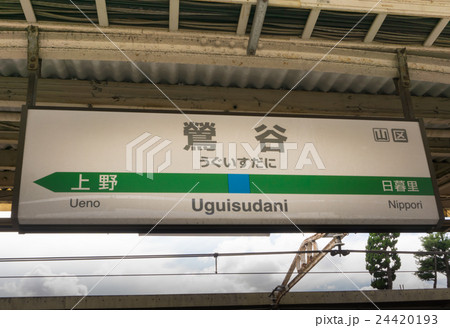 鶯谷
山 区
うぐいすだに
上野
日暮里
Ueno
Uguisudani
Nippori
PIXTA
pixta.jp - 24420193